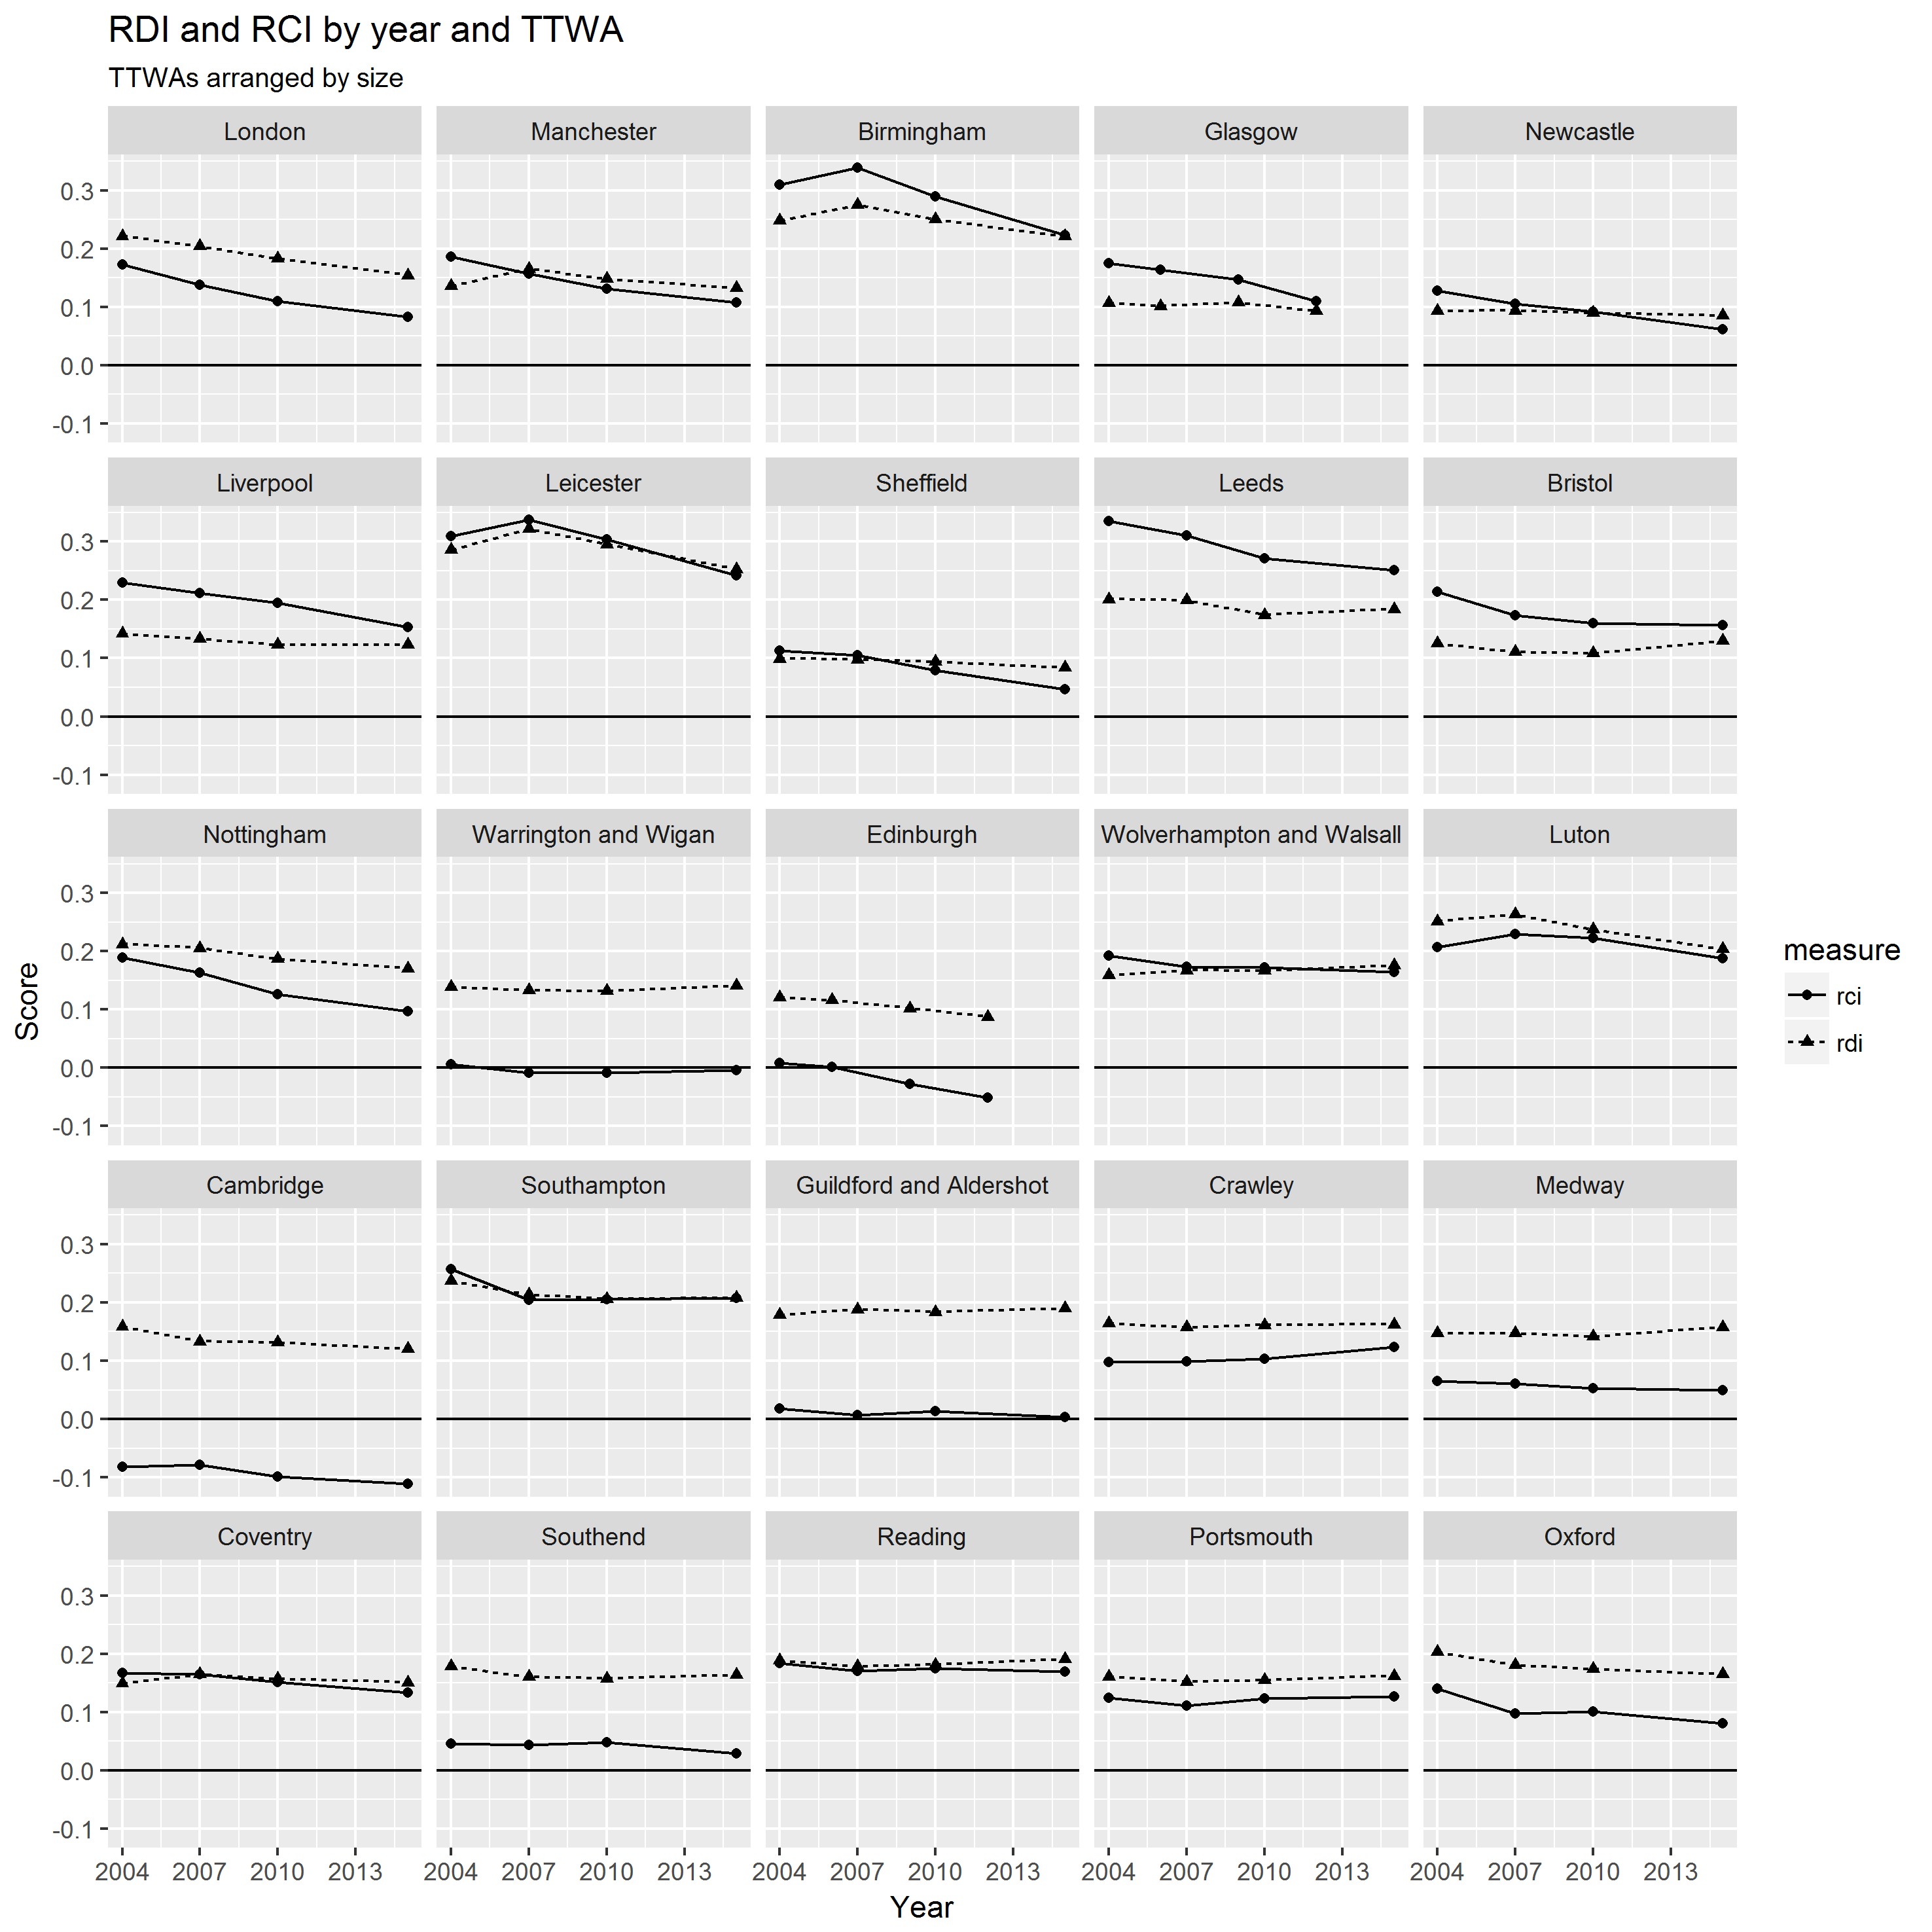 RDI and RCI by year and TTWA
TTWAs arranged by size
London Manchester Birmingham Glasgow Newcastle
0.3
0.2
0.1
0.0
-0.1
Liverpool Leicester Sheffield Leeds Bristol
0.3
0.2
0.1
0.0
-0.1
Nottingham Warrington and Wigan Edinburgh Wolverhampton and Walsall Luton
0.3
0.2
0.1
0.0
-0.1
Score
measure
rci
rdi
Cambridge Southampton Guildford and Aldershot Crawley Medway
0.3
0.2
0.1
0.0
-0.1
Coventry Southend Reading Portsmouth Oxford
0.3
0.2
0.1
0.0
-0.1
2004 2007 2010 2013 2004 2007 2010 2013 2004 2007 2010 2013 2004 2007 2010 2013 2004 2007 2010 2013
Year